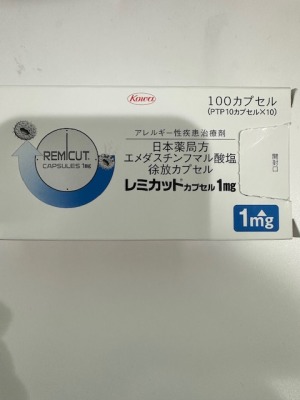 Kowa
100カプセル
(PTP10カプセル×10)
アレルギー性疾患治療剤
日本薬局方
エメダスチンフマル酸塩
徐放カプセル
レミカット®カプセル1mg
REMICUT®
CAPSULES 1mg
開封口
1mg